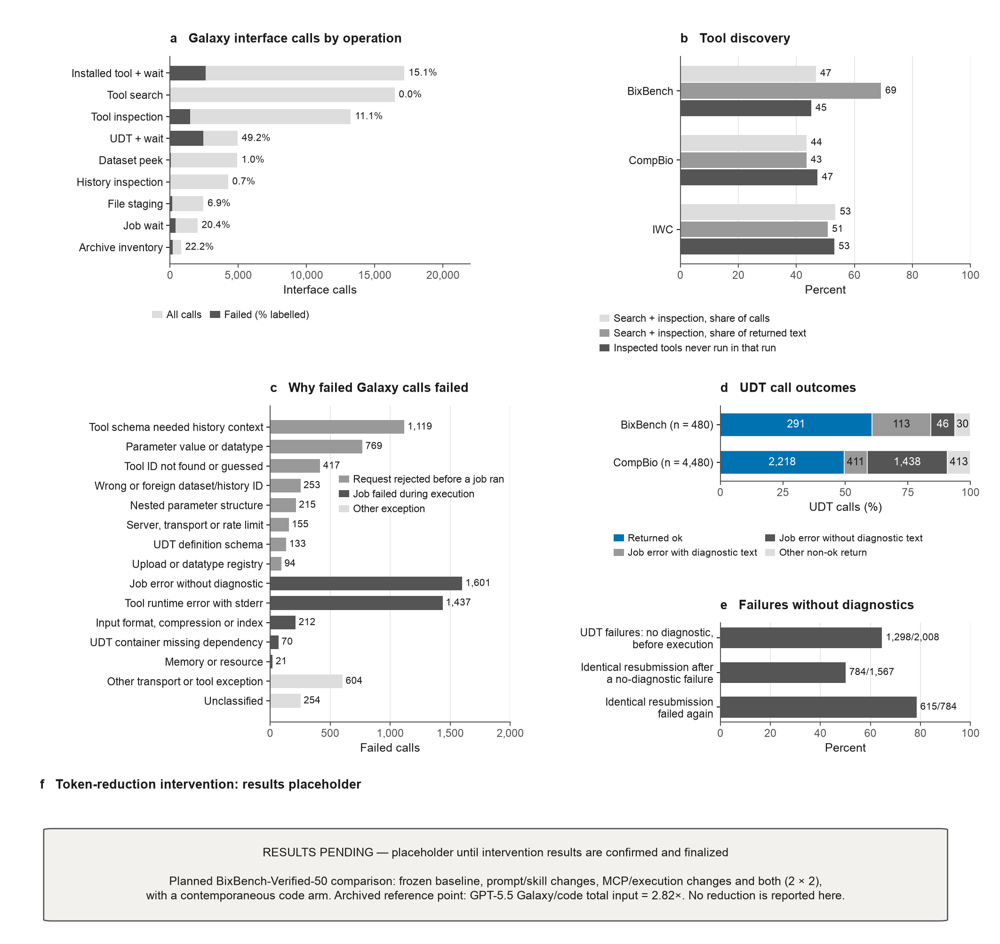 a Galaxy interface calls by operation
Installed tool + wait
15.1%
Tool search
0.0%
Tool inspection
11.1%
UDT + wait
49.2%
Dataset peek
1.0%
History inspection
0.7%
File staging
6.9%
Job wait
20.4%
Archive inventory
22.2%
0 5,000 10,000 15,000 20,000
Interface calls
All calls Failed (% labelled)
b Tool discovery
BixBench
47
69
45
CompBio
44
43
47
IWC
53
51
53
0 20 40 60 80 100
Percent
Search + inspection, share of calls
Search + inspection, share of returned text
Inspected tools never run in that run
c Why failed Galaxy calls failed
Tool schema needed history context 1,119
Parameter value or datatype 769
Tool ID not found or guessed 417
Wrong or foreign dataset/history ID 253
Nested parameter structure 215
Server, transport or rate limit 155
UDT definition schema 133
Upload or datatype registry 94
Job error without diagnostic 1,601
Tool runtime error with stderr 1,437
Input format, compression or index 212
UDT container missing dependency 70
Memory or resource 21
Other transport or tool exception 604
Unclassified 254
Request rejected before a job ran
Job failed during execution
Other exception
0 500 1,000 1,500 2,000
Failed calls
d UDT call outcomes
BixBench (n = 480) 291 113 46 30
CompBio (n = 4,480) 2,218 411 1,438 413
0 25 50 75 100
UDT calls (%)
Returned ok
Job error with diagnostic text
Job error without diagnostic text
Other non-ok return
e Failures without diagnostics
UDT failures: no diagnostic,
before execution
1,298/2,008
Identical resubmission after
a no-diagnostic failure
784/1,567
Identical resubmission
failed again
615/784
0 20 40 60 80 100
Percent
f Token-reduction intervention: results placeholder
RESULTS PENDING — placeholder until intervention results are confirmed and finalized
Planned BixBench-Verified-50 comparison: frozen baseline, prompt/skill changes, MCP/execution changes and both (2 × 2),
with a contemporaneous code arm. Archived reference point: GPT-5.5 Galaxy/code total input = 2.82×. No reduction is reported here.